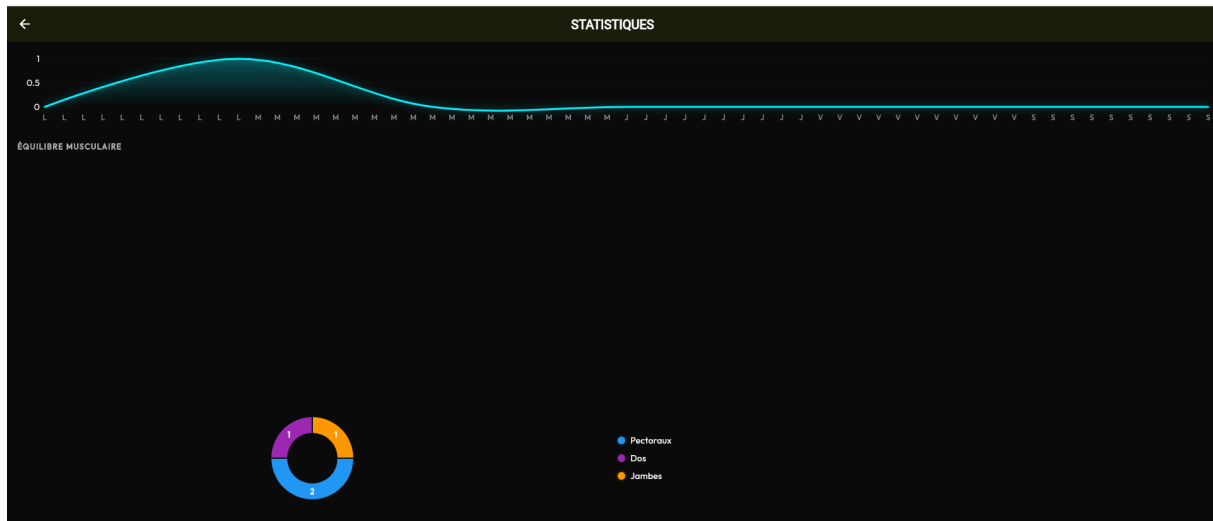 STATISTIQUES
1
0.5
0
L L L L L L L L L L L M M M M M M M M M M M M M M M M M M M J J J J J J J J J J V V V V V V V V V V V S S S S S S S S S S
ÉQUILIBRE MUSCULAIRE
1 1
2
Pectoraux
Dos
Jambes